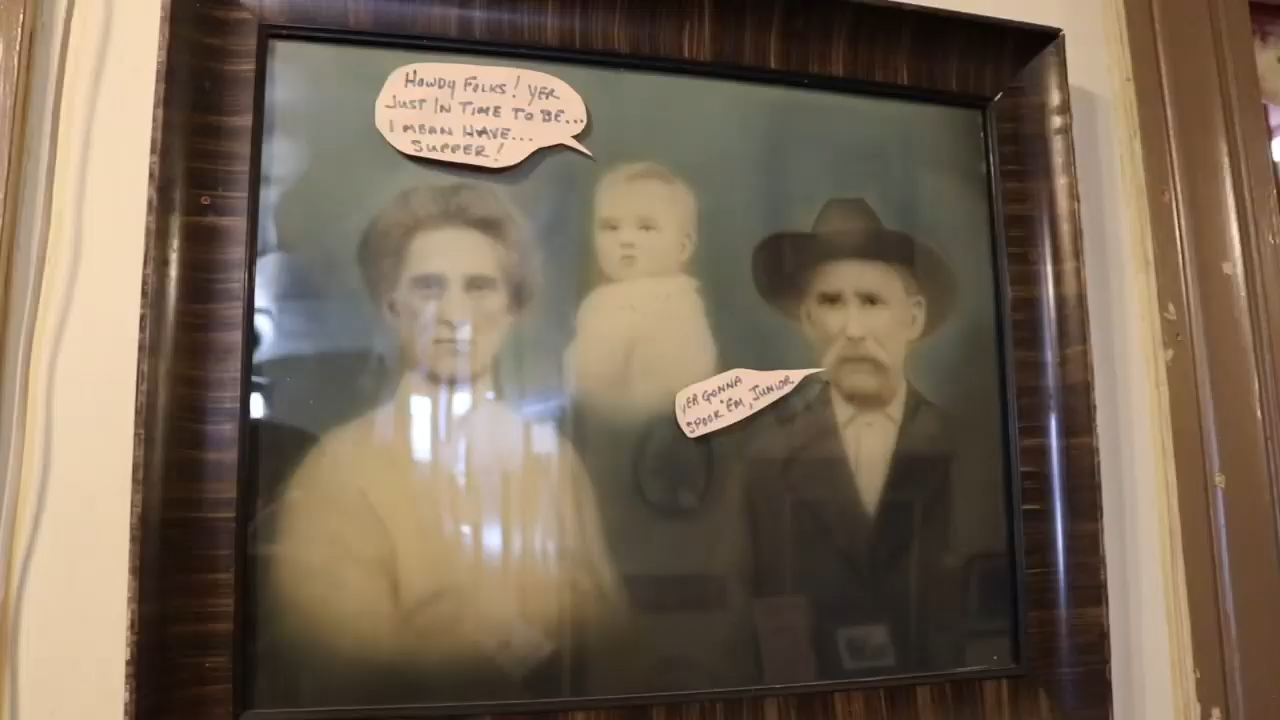 HOWDY FOLKS! YER
JUST IN TIME TO BE...
I MEAN HAVE...
SUPPER!
YER GONNA
SPOOK 'EM, JUNIOR